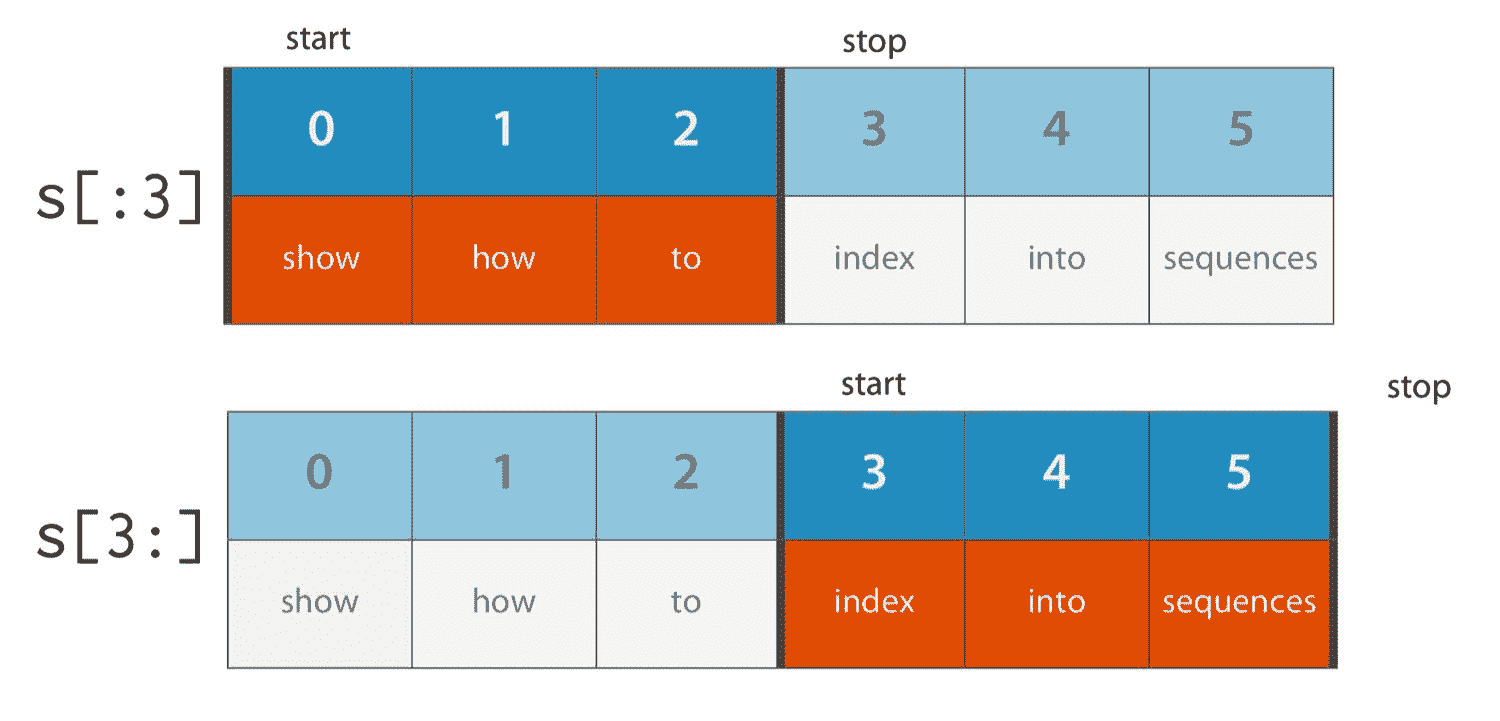 start stop
0 1 2 3 4 5
s[:3]
show how to index into sequences
start stop
0 1 2 3 4 5
s[3:]
show how to index into sequences